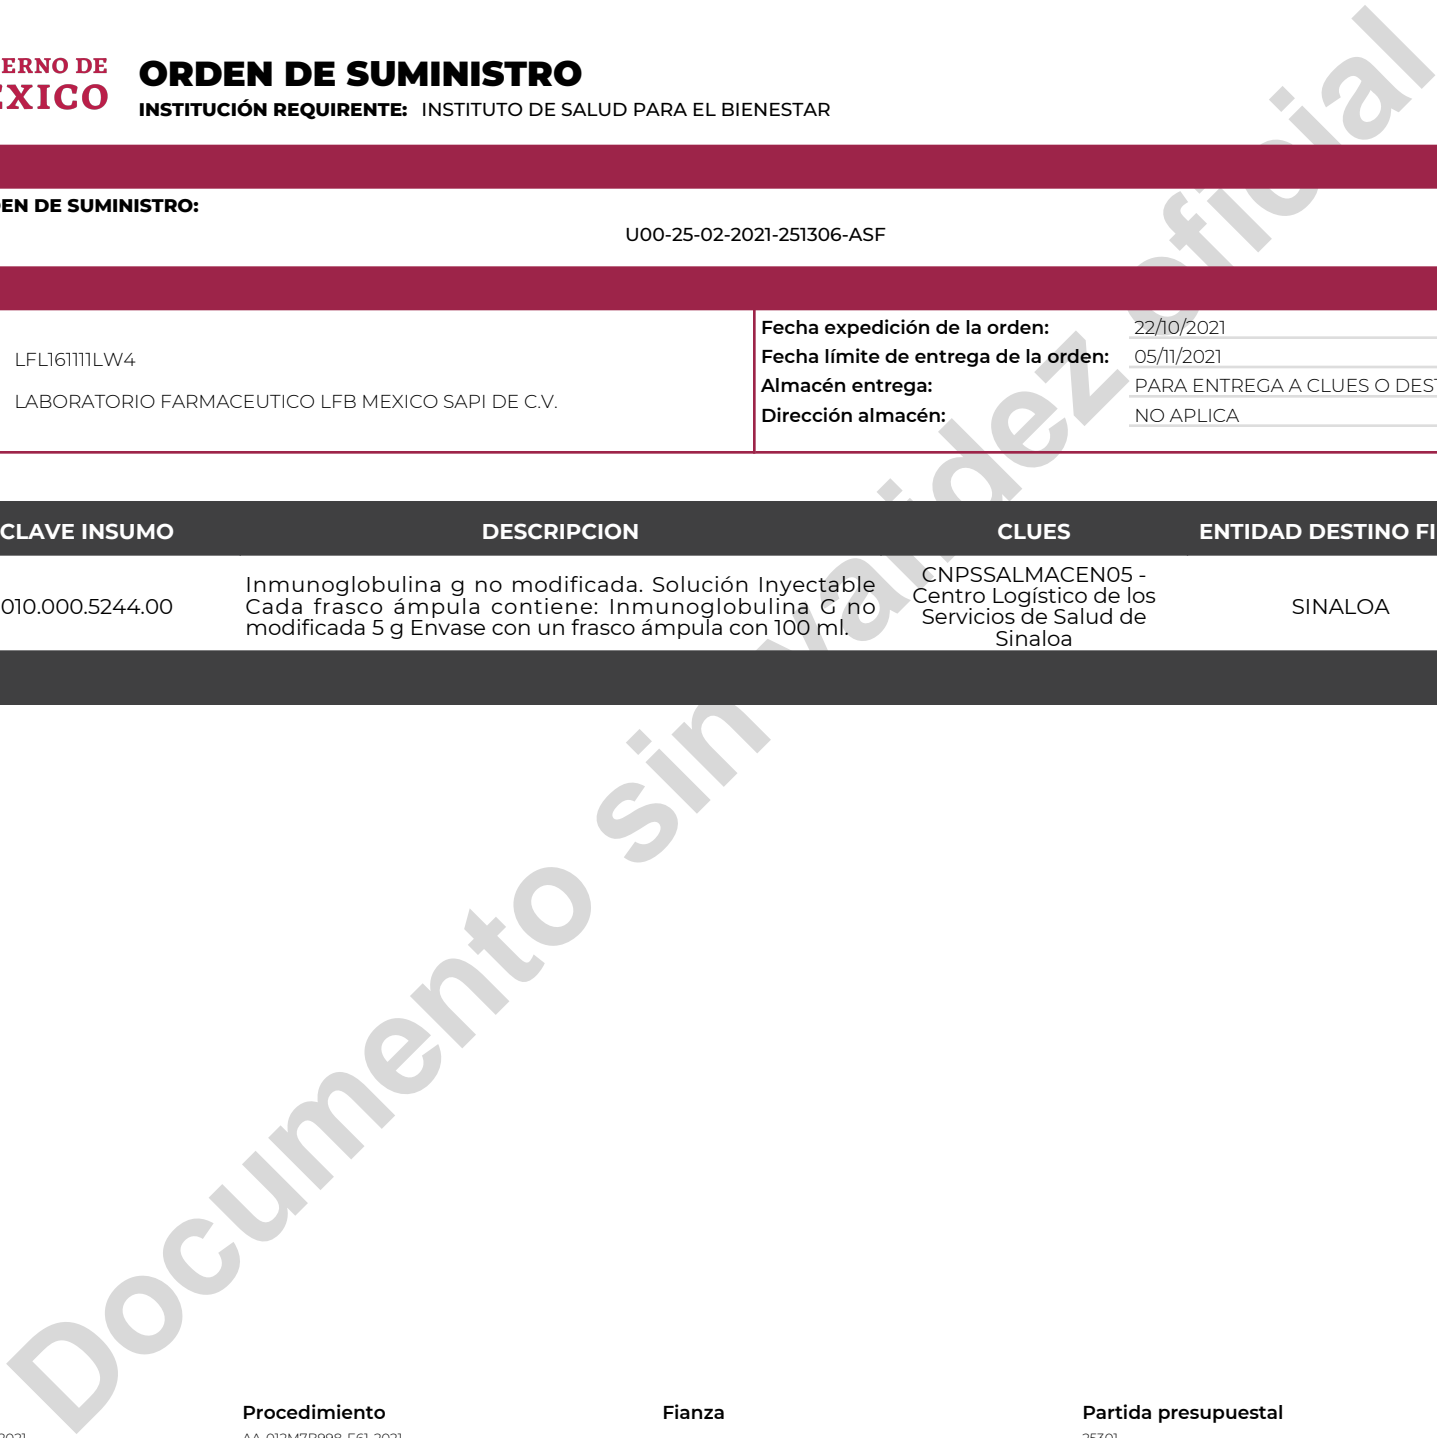 ERNO DE
EXICO
ORDEN DE SUMINISTRO
INSTITUCIÓN REQUIRENTE: INSTITUTO DE SALUD PARA EL BIENESTAR
EN DE SUMINISTRO:
U00-25-02-2021-251306-ASF
LFL161111LW4
LABORATORIO FARMACEUTICO LFB MEXICO SAPI DE C.V.
Fecha expedición de la orden: 22/10/2021
Fecha límite de entrega de la orden: 05/11/2021
Almacén entrega: PARA ENTREGA A CLUES O DEST
Dirección almacén: NO APLICA
CLAVE INSUMO DESCRIPCION CLUES ENTIDAD DESTINO FI
010.000.5244.00
Inmunoglobulina g no modificada. Solución Inyectable
Cada frasco ámpula contiene: Inmunoglobulina G no
modificada 5 g Envase con un frasco ámpula con 100 ml.
CNPSSALMACEN05 -
Centro Logístico de los
Servicios de Salud de
Sinaloa
SINALOA
Documento sin validez oficial
Procedimiento Fianza Partida presupuestal